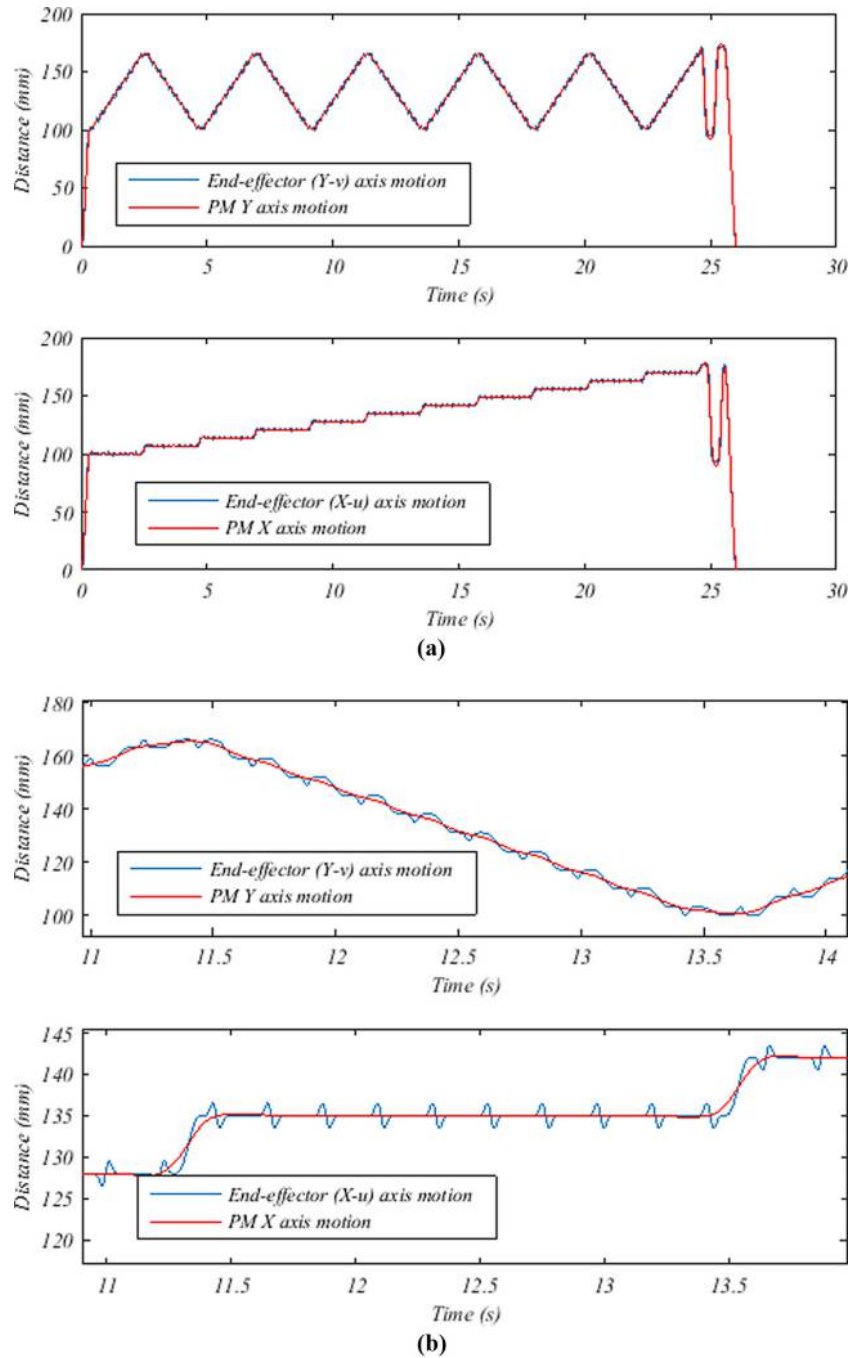 200
150
100
50
0
Distance (mm)
End-effector (Y-v) axis motion
PM Y axis motion
0 5 10 15 20 25 30
Time (s)
200
150
100
50
0
Distance (mm)
End-effector (X-u) axis motion
PM X axis motion
0 5 10 15 20 25 30
Time (s)
(a)
180
160
140
120
100
Distance (mm)
End-effector (Y-v) axis motion
PM Y axis motion
11 11.5 12 12.5 13 13.5 14
Time (s)
145
140
135
130
125
120
Distance (mm)
End-effector (X-u) axis motion
PM X axis motion
11 11.5 12 12.5 13 13.5
Time (s)
(b)